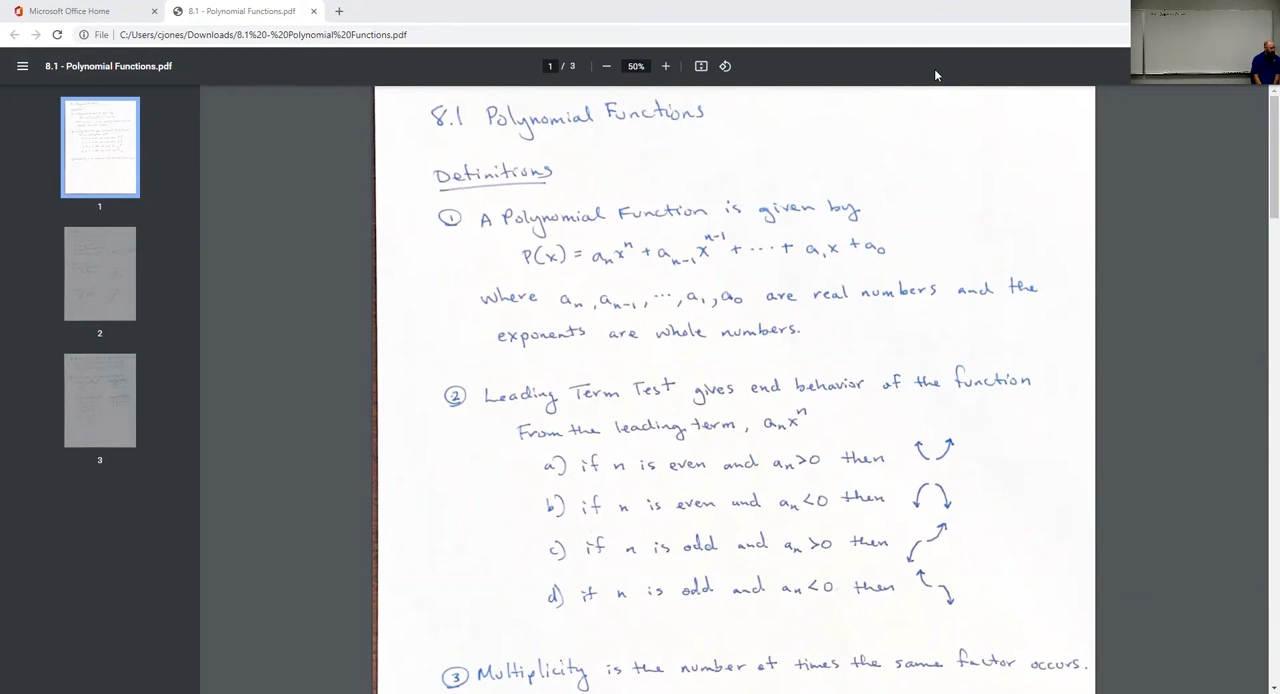 Microsoft Office Home
8.1 - Polynomial Functions.pdf
File C:/Users/cjones/Downloads/8.1%20-%20Polynomial%20Functions.pdf
8.1 - Polynomial Functions.pdf
1 / 3
50%
1
2
3
8.1 Polynomial Functions
Definitions
① A Polynomial Function is given by
P(x) = aₙxⁿ + aₙ₋₁xⁿ⁻¹ + ⋯ + a₁x + a₀
where aₙ, aₙ₋₁, ⋯, a₁, a₀ are real numbers and the
exponents are whole numbers.
② Leading Term Test gives end behavior of the function
From the leading term, aₙxⁿ
a) if n is even and aₙ>0 then
b) if n is even and aₙ<0 then
c) if n is odd and aₙ>0 then
d) if n is odd and aₙ<0 then
③ Multiplicity is the number of times the same factor occurs.